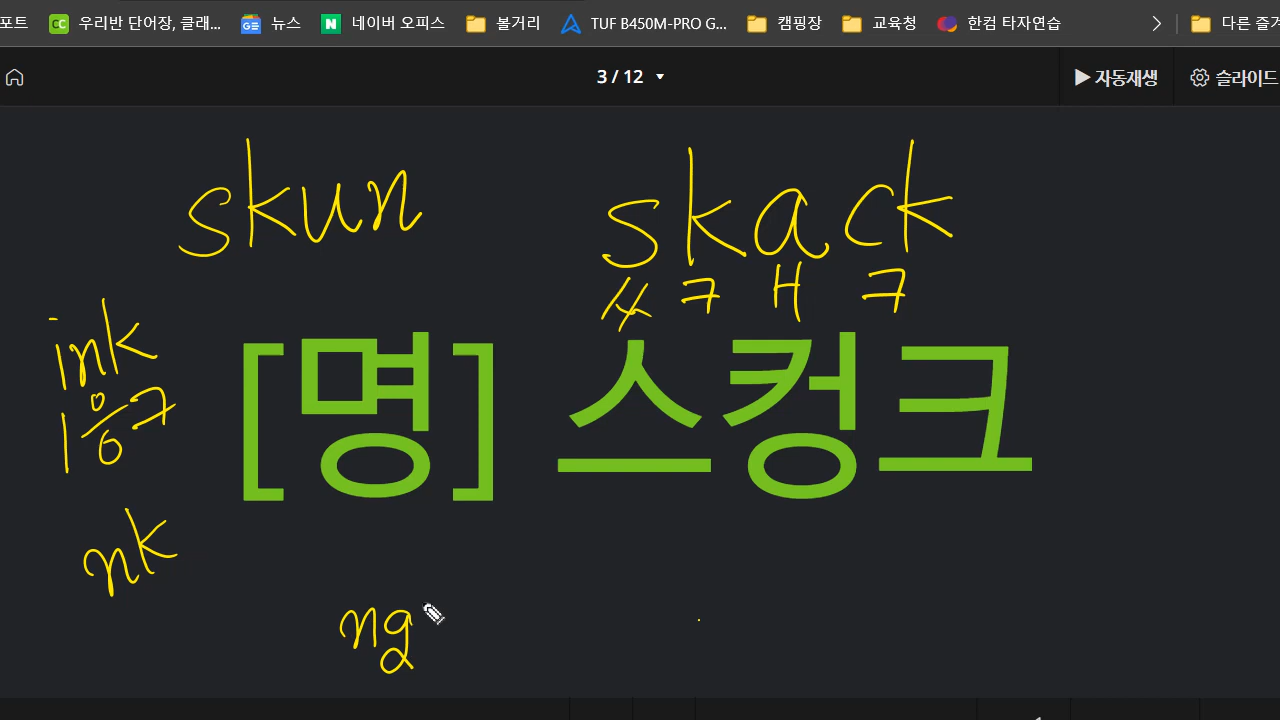 포트 우리반 단어장, 클래... 뉴스 네이버 오피스 볼거리 TUF B450M-PRO G... 캠핑장 교육청 한컴 타자연습 다른 즐겨
3 / 12 자동재생 슬라이드
skun skack
ㄱ ㅐ ㄱ
ink
[명] 스컹크
nk
ng